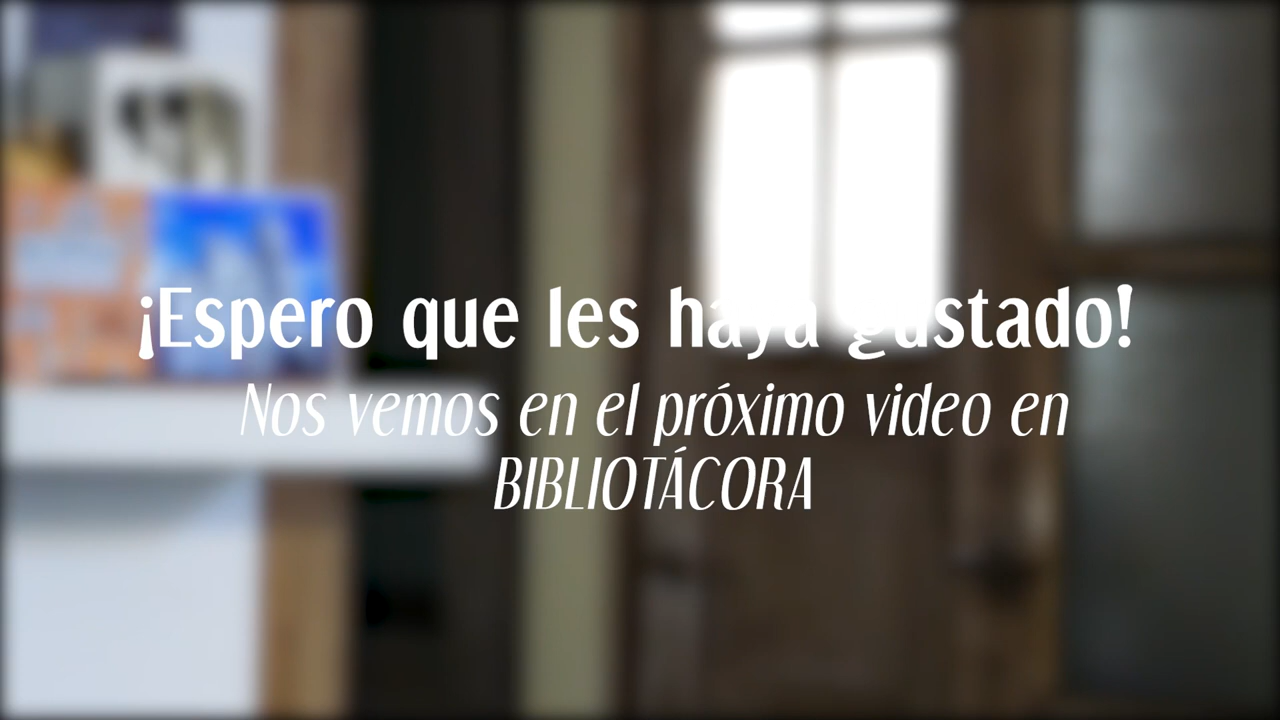 ¡Espero que les haya gustado!
Nos vemos en el próximo video en
BIBLIOTÁCORA